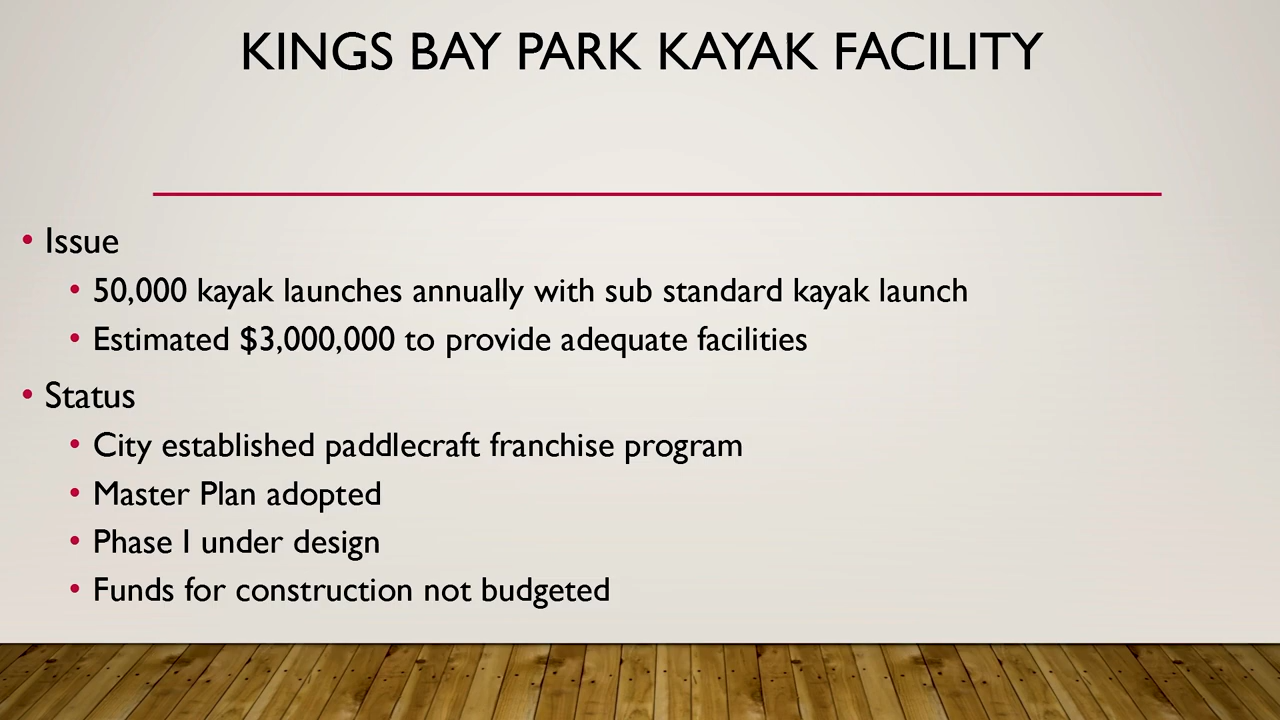 KINGS BAY PARK KAYAK FACILITY
• Issue
• 50,000 kayak launches annually with sub standard kayak launch
• Estimated $3,000,000 to provide adequate facilities
• Status
• City established paddlecraft franchise program
• Master Plan adopted
• Phase I under design
• Funds for construction not budgeted